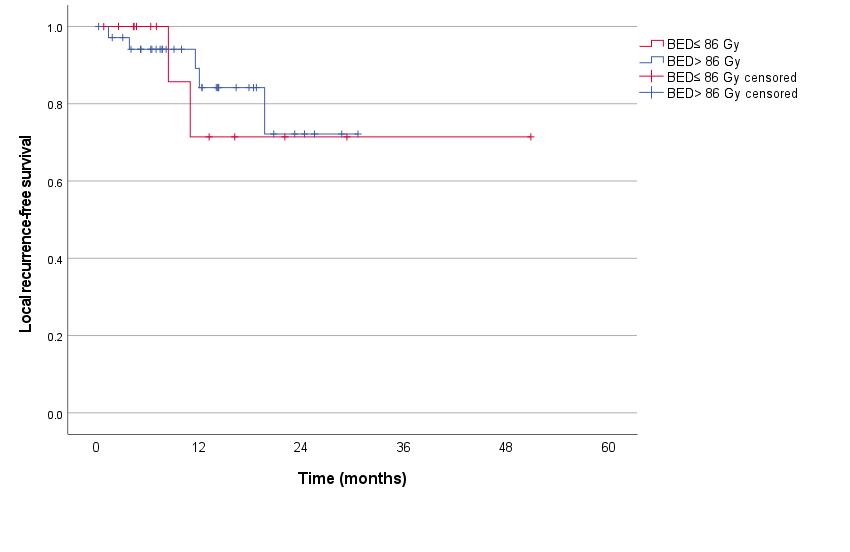 1.0
0.8
0.6
0.4
0.2
0.0
Local recurrence-free survival
0 12 24 36 48 60
Time (months)
BED≤ 86 Gy
BED> 86 Gy
BED≤ 86 Gy censored
BED> 86 Gy censored